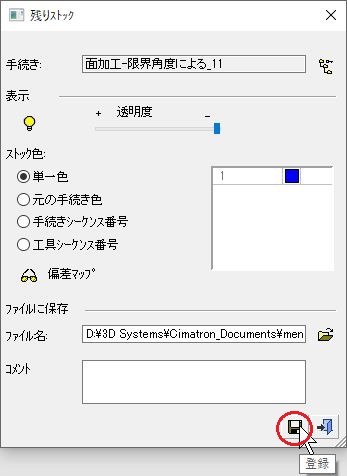 残りストック
手続き: 面加工-限界角度による_11
表示
+ 透明度 -
ストック色:
単一色
1
元の手続き色
手続きシーケンス番号
工具シーケンス番号
偏差マップ
ファイルに保存
ファイル名: D:¥3D Systems¥Cimatron_Documents¥men
コメント
登録